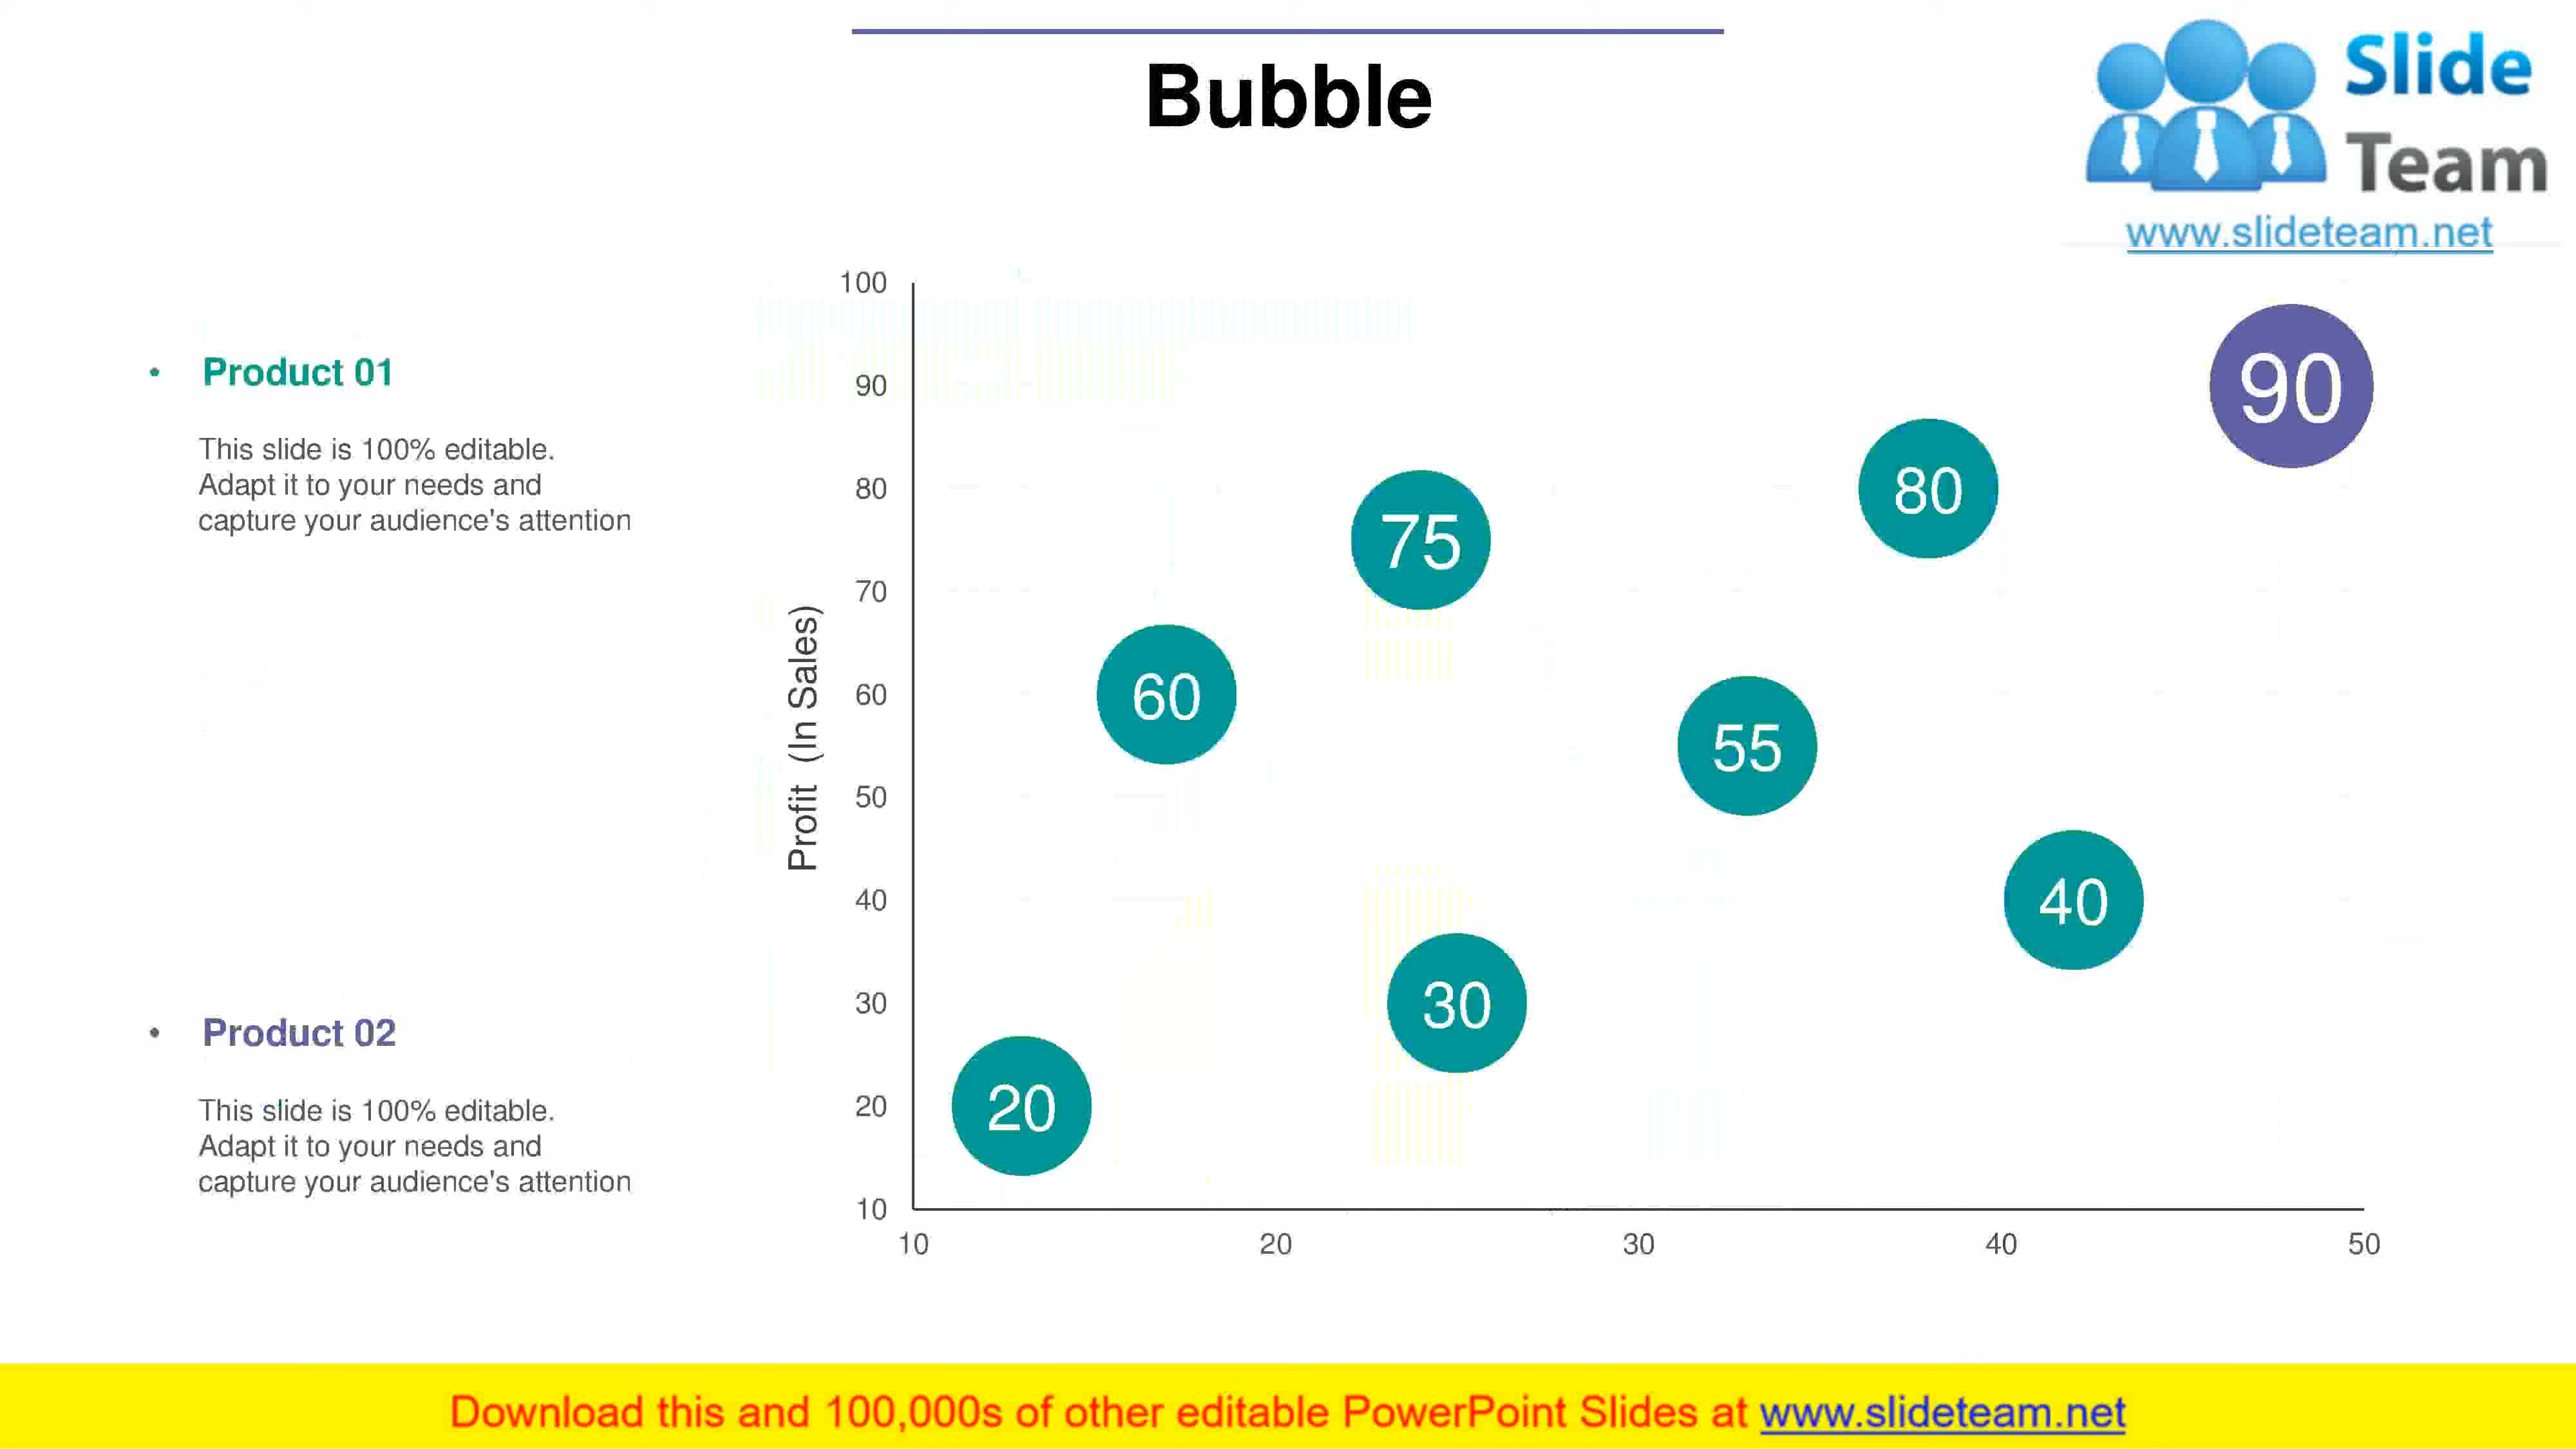 Bubble
Slide
Team
www.slideteam.net
• Product 01
This slide is 100% editable.
Adapt it to your needs and
capture your audience's attention
• Product 02
This slide is 100% editable.
Adapt it to your needs and
capture your audience's attention
Profit (In Sales)
100
90
80
70
60
50
40
30
20
10
10 20 30 40 50
90
80
75
60
55
40
30
20
Download this and 100,000s of other editable PowerPoint Slides at www.slideteam.net